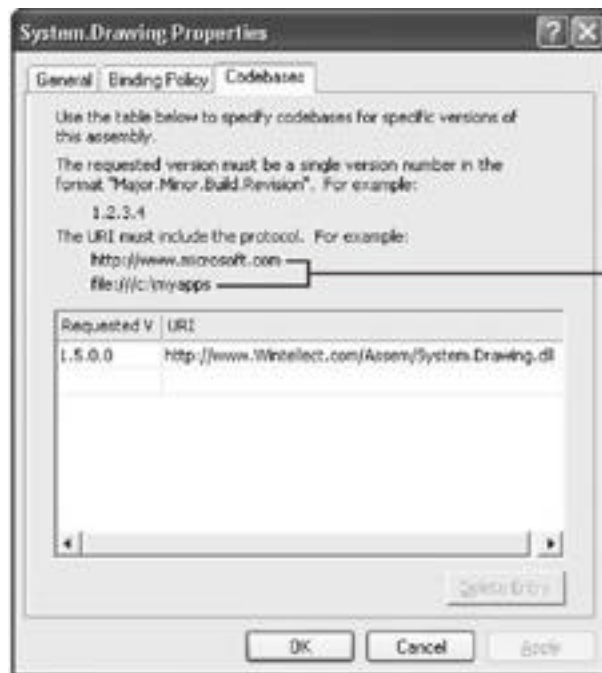 System.Drawing Properties
General Binding Policy Codebases
Use the table below to specify codebases for specific versions of
this assembly.
The requested version must be a single version number in the
format "Major.Minor.Build.Revision". For example:
1.2.3.4
The URI must include the protocol. For example:
http://www.microsoft.com
file:///c:\myapps
Requested V URI
1.5.0.0 http://www.Wintellect.com/Assem/System.Drawing.dll
Delete Entry
OK Cancel Apply